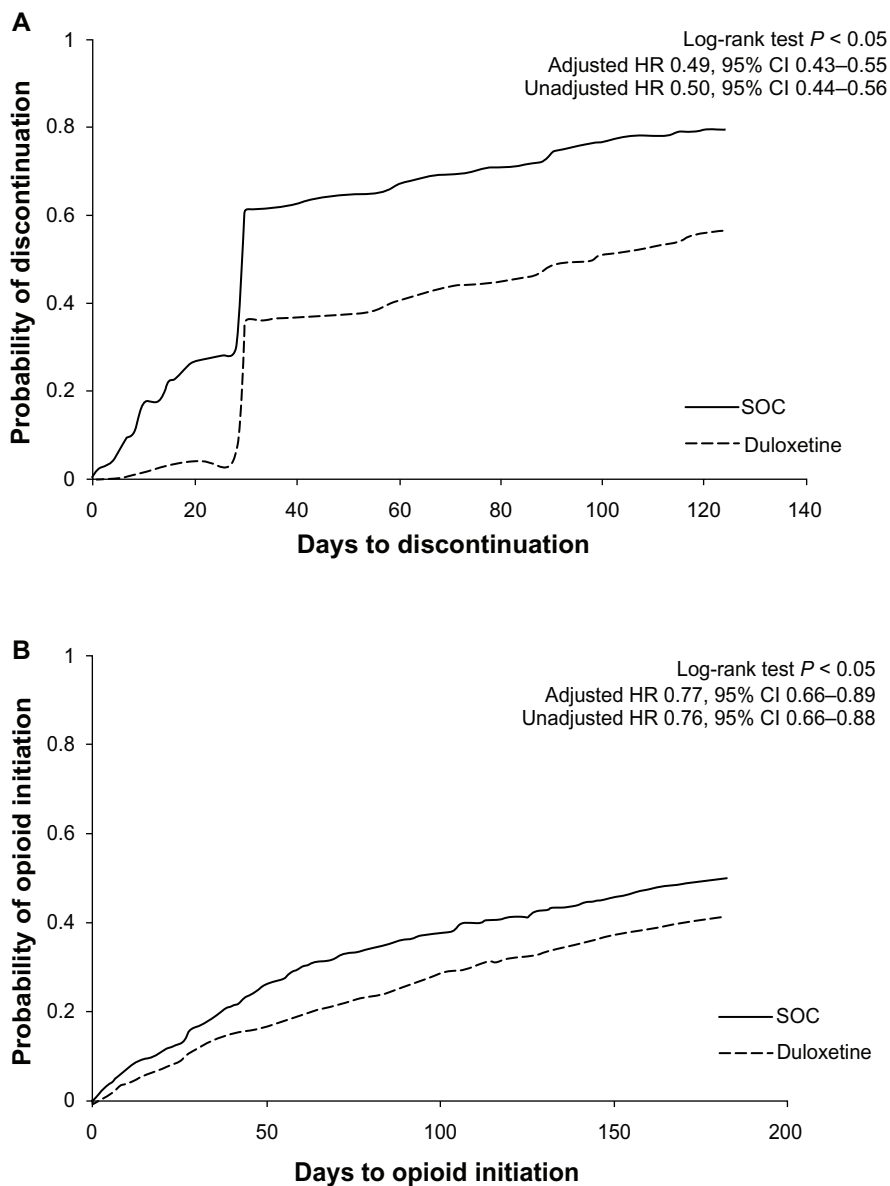 A
Log-rank test P < 0.05
Adjusted HR 0.49, 95% CI 0.43–0.55
Unadjusted HR 0.50, 95% CI 0.44–0.56
Probability of discontinuation
1
0.8
0.6
0.4
0.2
0
SOC
Duloxetine
0 20 40 60 80 100 120 140
Days to discontinuation
B
Log-rank test P < 0.05
Adjusted HR 0.77, 95% CI 0.66–0.89
Unadjusted HR 0.76, 95% CI 0.66–0.88
Probability of opioid initiation
1
0.8
0.6
0.4
0.2
0
SOC
Duloxetine
0 50 100 150 200
Days to opioid initiation